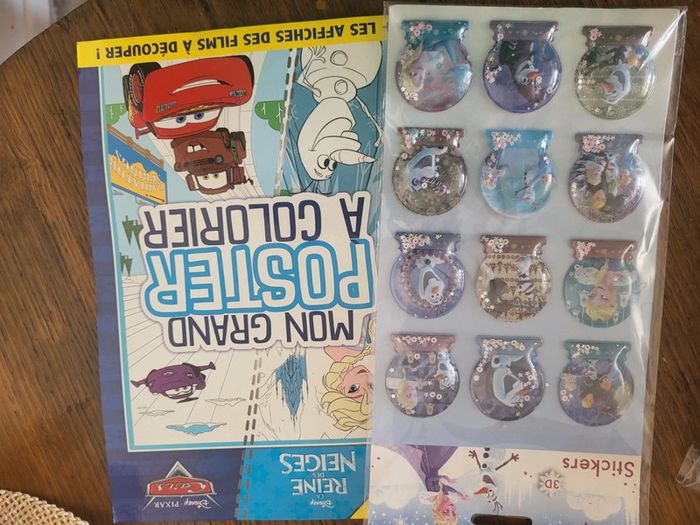 Stickers
3D
Disney
LA
REINE
DES
NEIGES
Disney · PIXAR
Cars
MON GRAND
POSTER
À COLORIER
LES AFFICHES DES FILMS À DÉCOUPER !